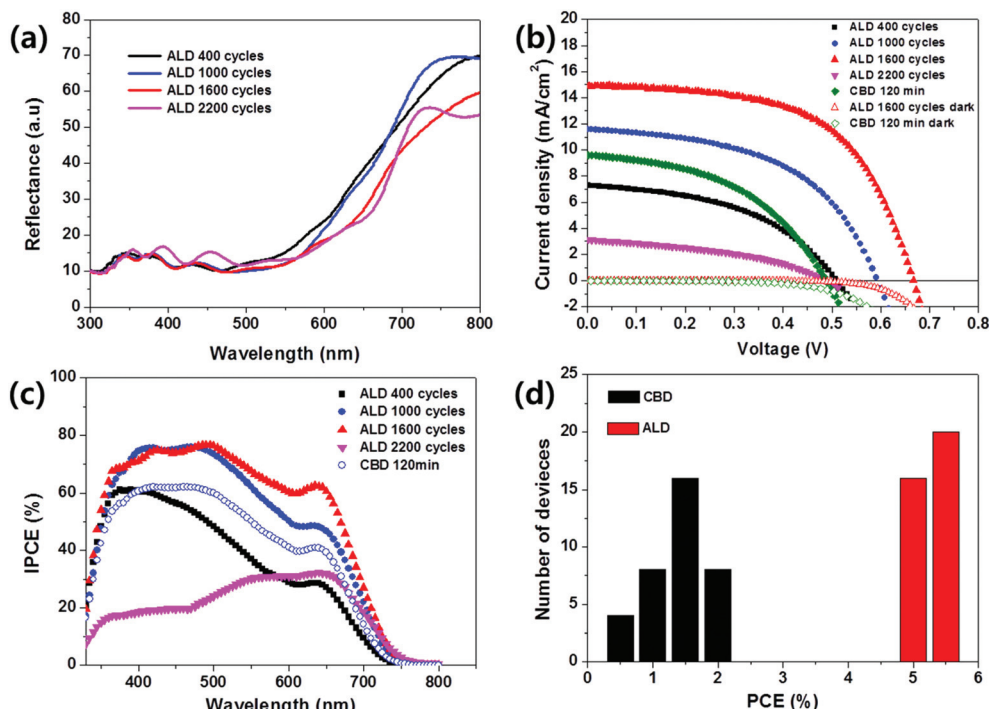 (a)
ALD 400 cycles
ALD 1000 cycles
ALD 1600 cycles
ALD 2200 cycles
Reflectance (a.u)
80
70
60
50
40
30
20
10
0
300 400 500 600 700 800
Wavelength (nm)
(b)
ALD 400 cycles
ALD 1000 cycles
ALD 1600 cycles
ALD 2200 cycles
CBD 120 min
ALD 1600 cycles dark
CBD 120 min dark
Current density (mA/cm²)
20
18
16
14
12
10
8
6
4
2
0
-2
0.0 0.1 0.2 0.3 0.4 0.5 0.6 0.7 0.8
Voltage (V)
(c)
ALD 400 cycles
ALD 1000 cycles
ALD 1600 cycles
ALD 2200 cycles
CBD 120min
IPCE (%)
100
80
60
40
20
0
400 500 600 700 800
Wavelength (nm)
(d)
CBD
ALD
Number of devieces
25
20
15
10
5
0
1 2 3 4 5 6
PCE (%)